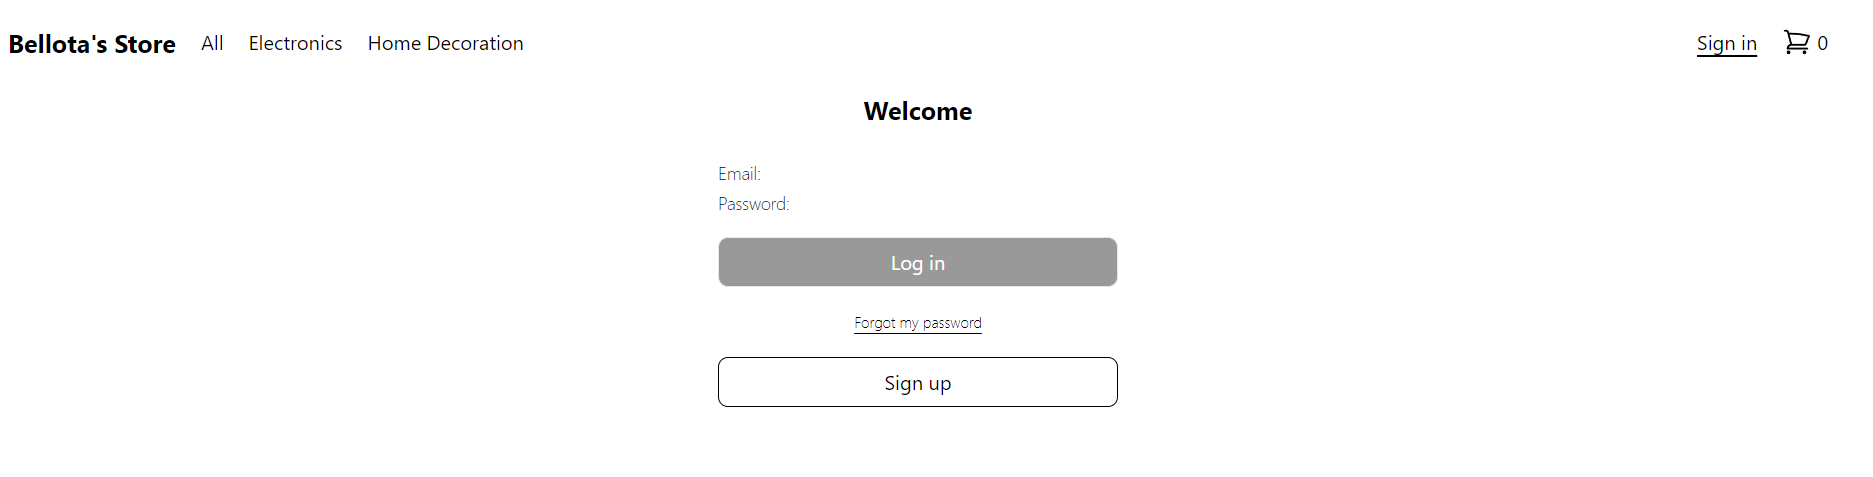 Bellota's Store All Electronics Home Decoration Sign in 0
Welcome
Email:
Password:
Log in
Forgot my password
Sign up